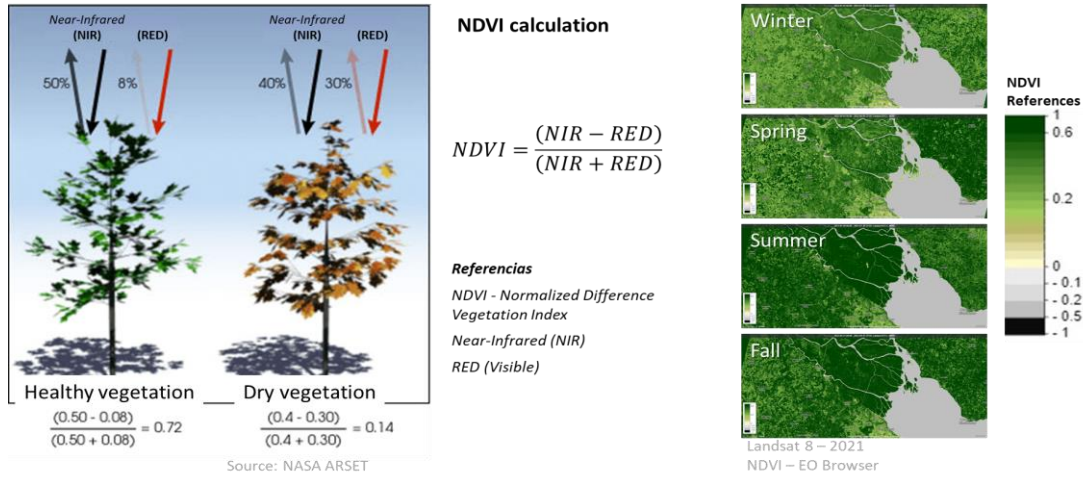 Near-Infrared
(NIR) (RED)
50% 8%
Near-Infrared
(NIR) (RED)
40% 30%
Healthy vegetation
Dry vegetation
(0.50 - 0.08)
(0.50 + 0.08) = 0.72
(0.4 - 0.30)
(0.4 + 0.30) = 0.14
Source: NASA ARSET
NDVI calculation
NDVI = (NIR − RED)
(NIR + RED)
Referencias
NDVI - Normalized Difference
Vegetation Index
Near-Infrared (NIR)
RED (Visible)
Winter
Spring
Summer
Fall
Landsat 8 – 2021
NDVI – EO Browser
NDVI
References
1
0.6
0.2
0
- 0.1
- 0.2
- 0.5
- 1